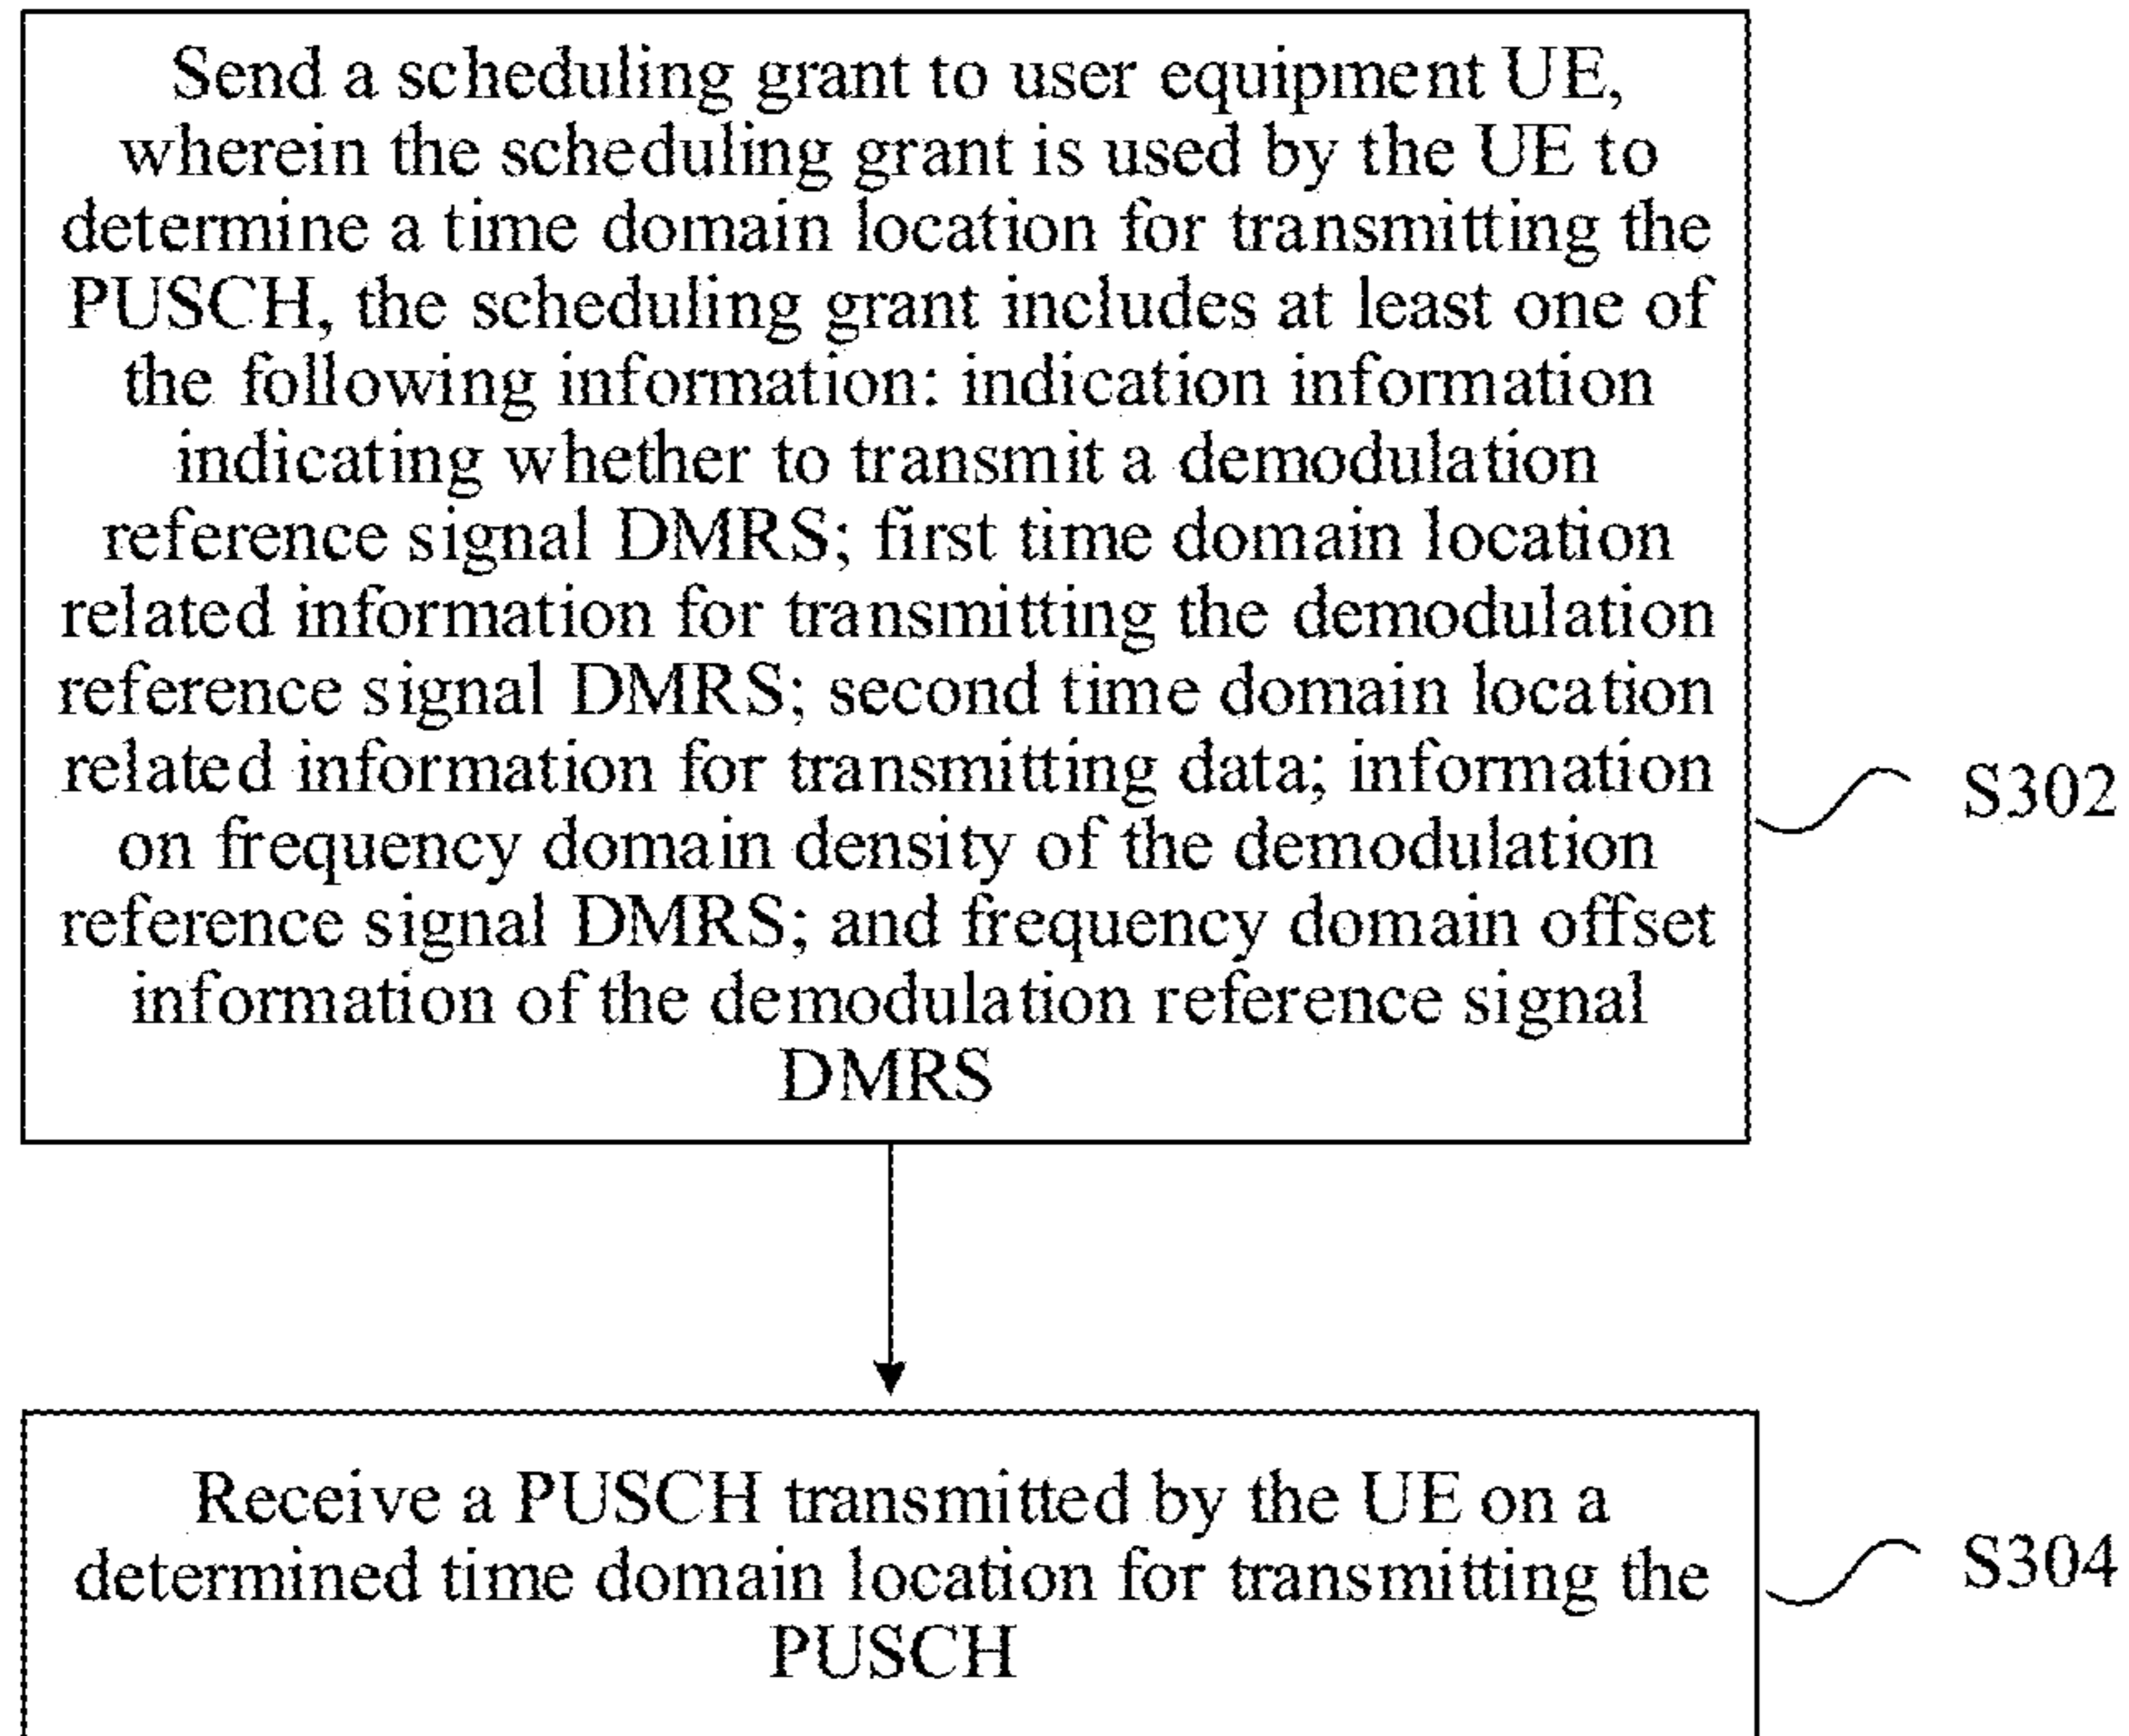 Send a scheduling grant to user equipment UE,
wherein the scheduling grant is used by the UE to
determine a time domain location for transmitting the
PUSCH, the scheduling grant includes at least one of
the following information: indication information
indicating whether to transmit a demodulation
reference signal DMRS; first time domain location
related information for transmitting the demodulation
reference signal DMRS; second time domain location
related information for transmitting data; information
on frequency domain density of the demodulation
reference signal DMRS; and frequency domain offset
information of the demodulation reference signal
DMRS
S302
Receive a PUSCH transmitted by the UE on a
determined time domain location for transmitting the
PUSCH
S304